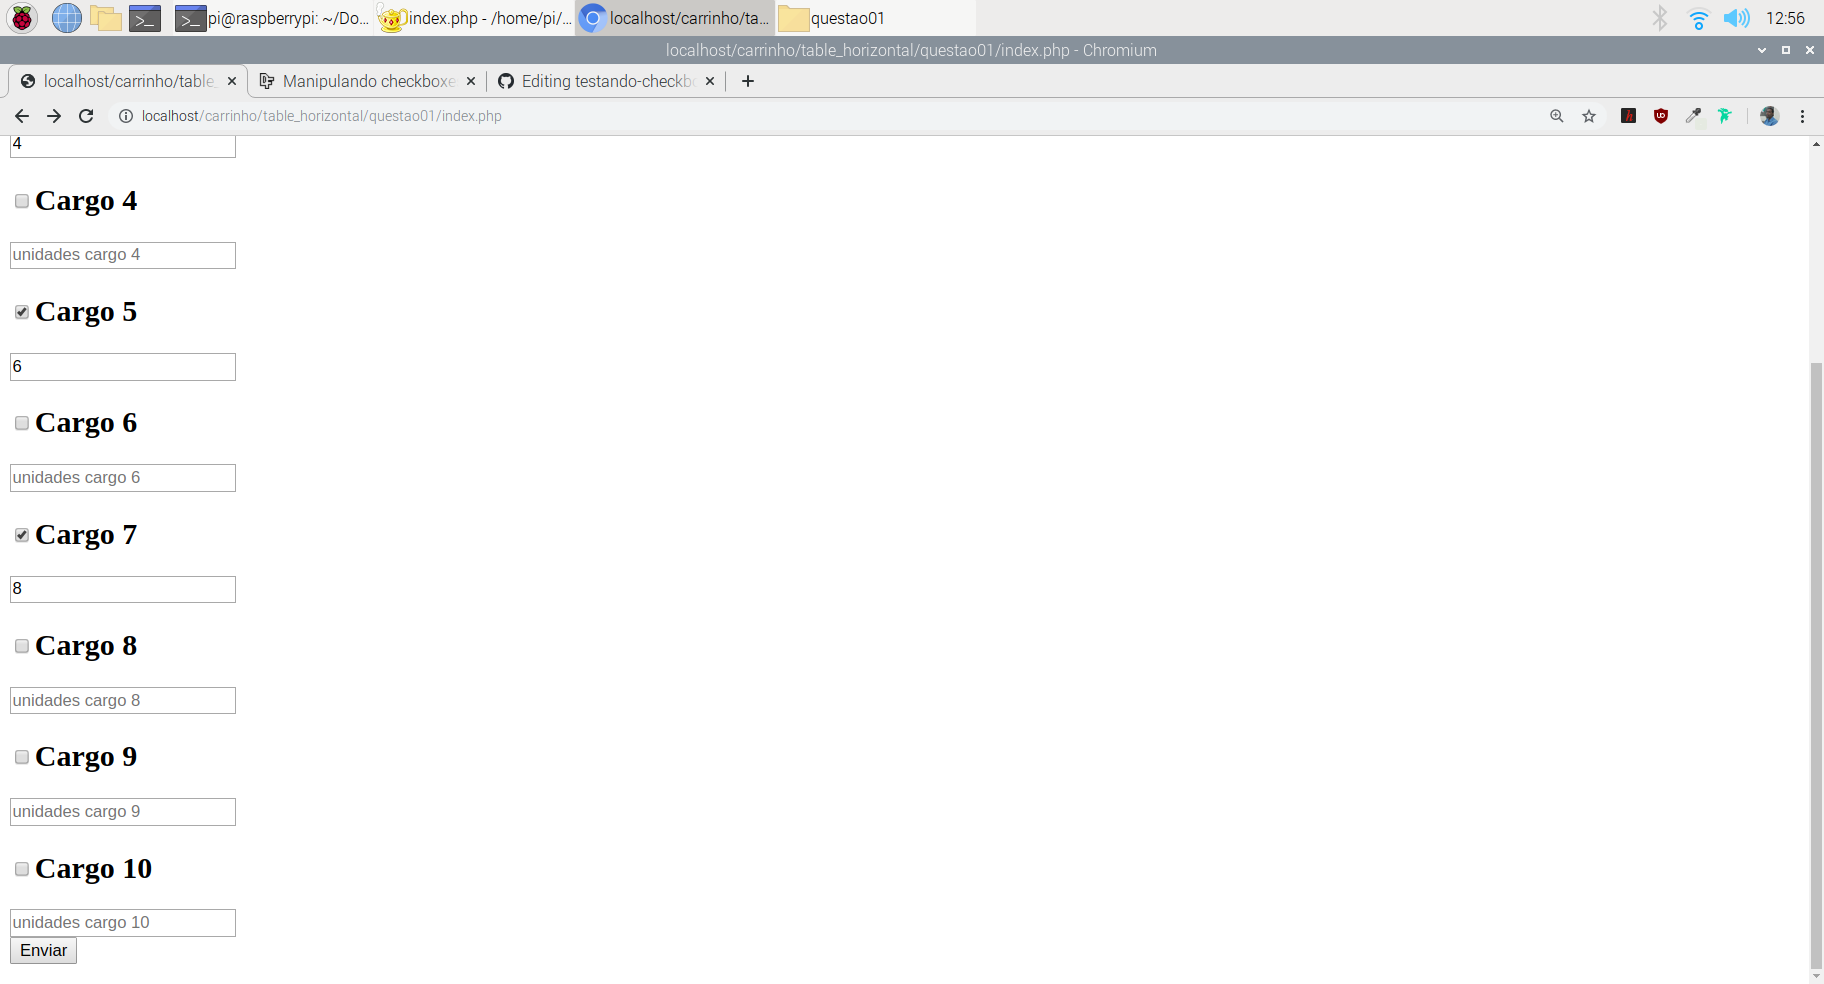 pi@raspberrypi: ~/Do... index.php - /home/pi/... localhost/carrinho/ta... questao01 12:56
localhost/carrinho/table_horizontal/questao01/index.php - Chromium
localhost/carrinho/table_ Manipulando checkboxe Editing testando-checkb
localhost/carrinho/table_horizontal/questao01/index.php
4
Cargo 4
unidades cargo 4
Cargo 5
6
Cargo 6
unidades cargo 6
Cargo 7
8
Cargo 8
unidades cargo 8
Cargo 9
unidades cargo 9
Cargo 10
unidades cargo 10
Enviar